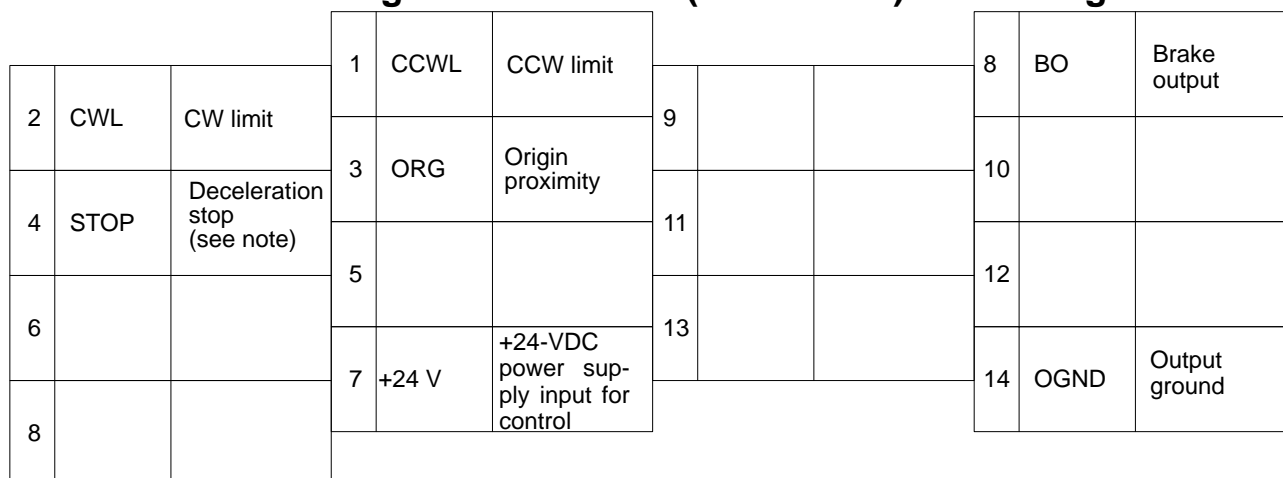 2 CWL CW limit
4 STOP Deceleration
stop
(see note)
6
8
1 CCWL CCW limit
3 ORG Origin
proximity
5
7 +24 V +24-VDC
power sup-
ply input for
control
9
11
13
8 BO Brake
output
10
12
14 OGND Output
ground